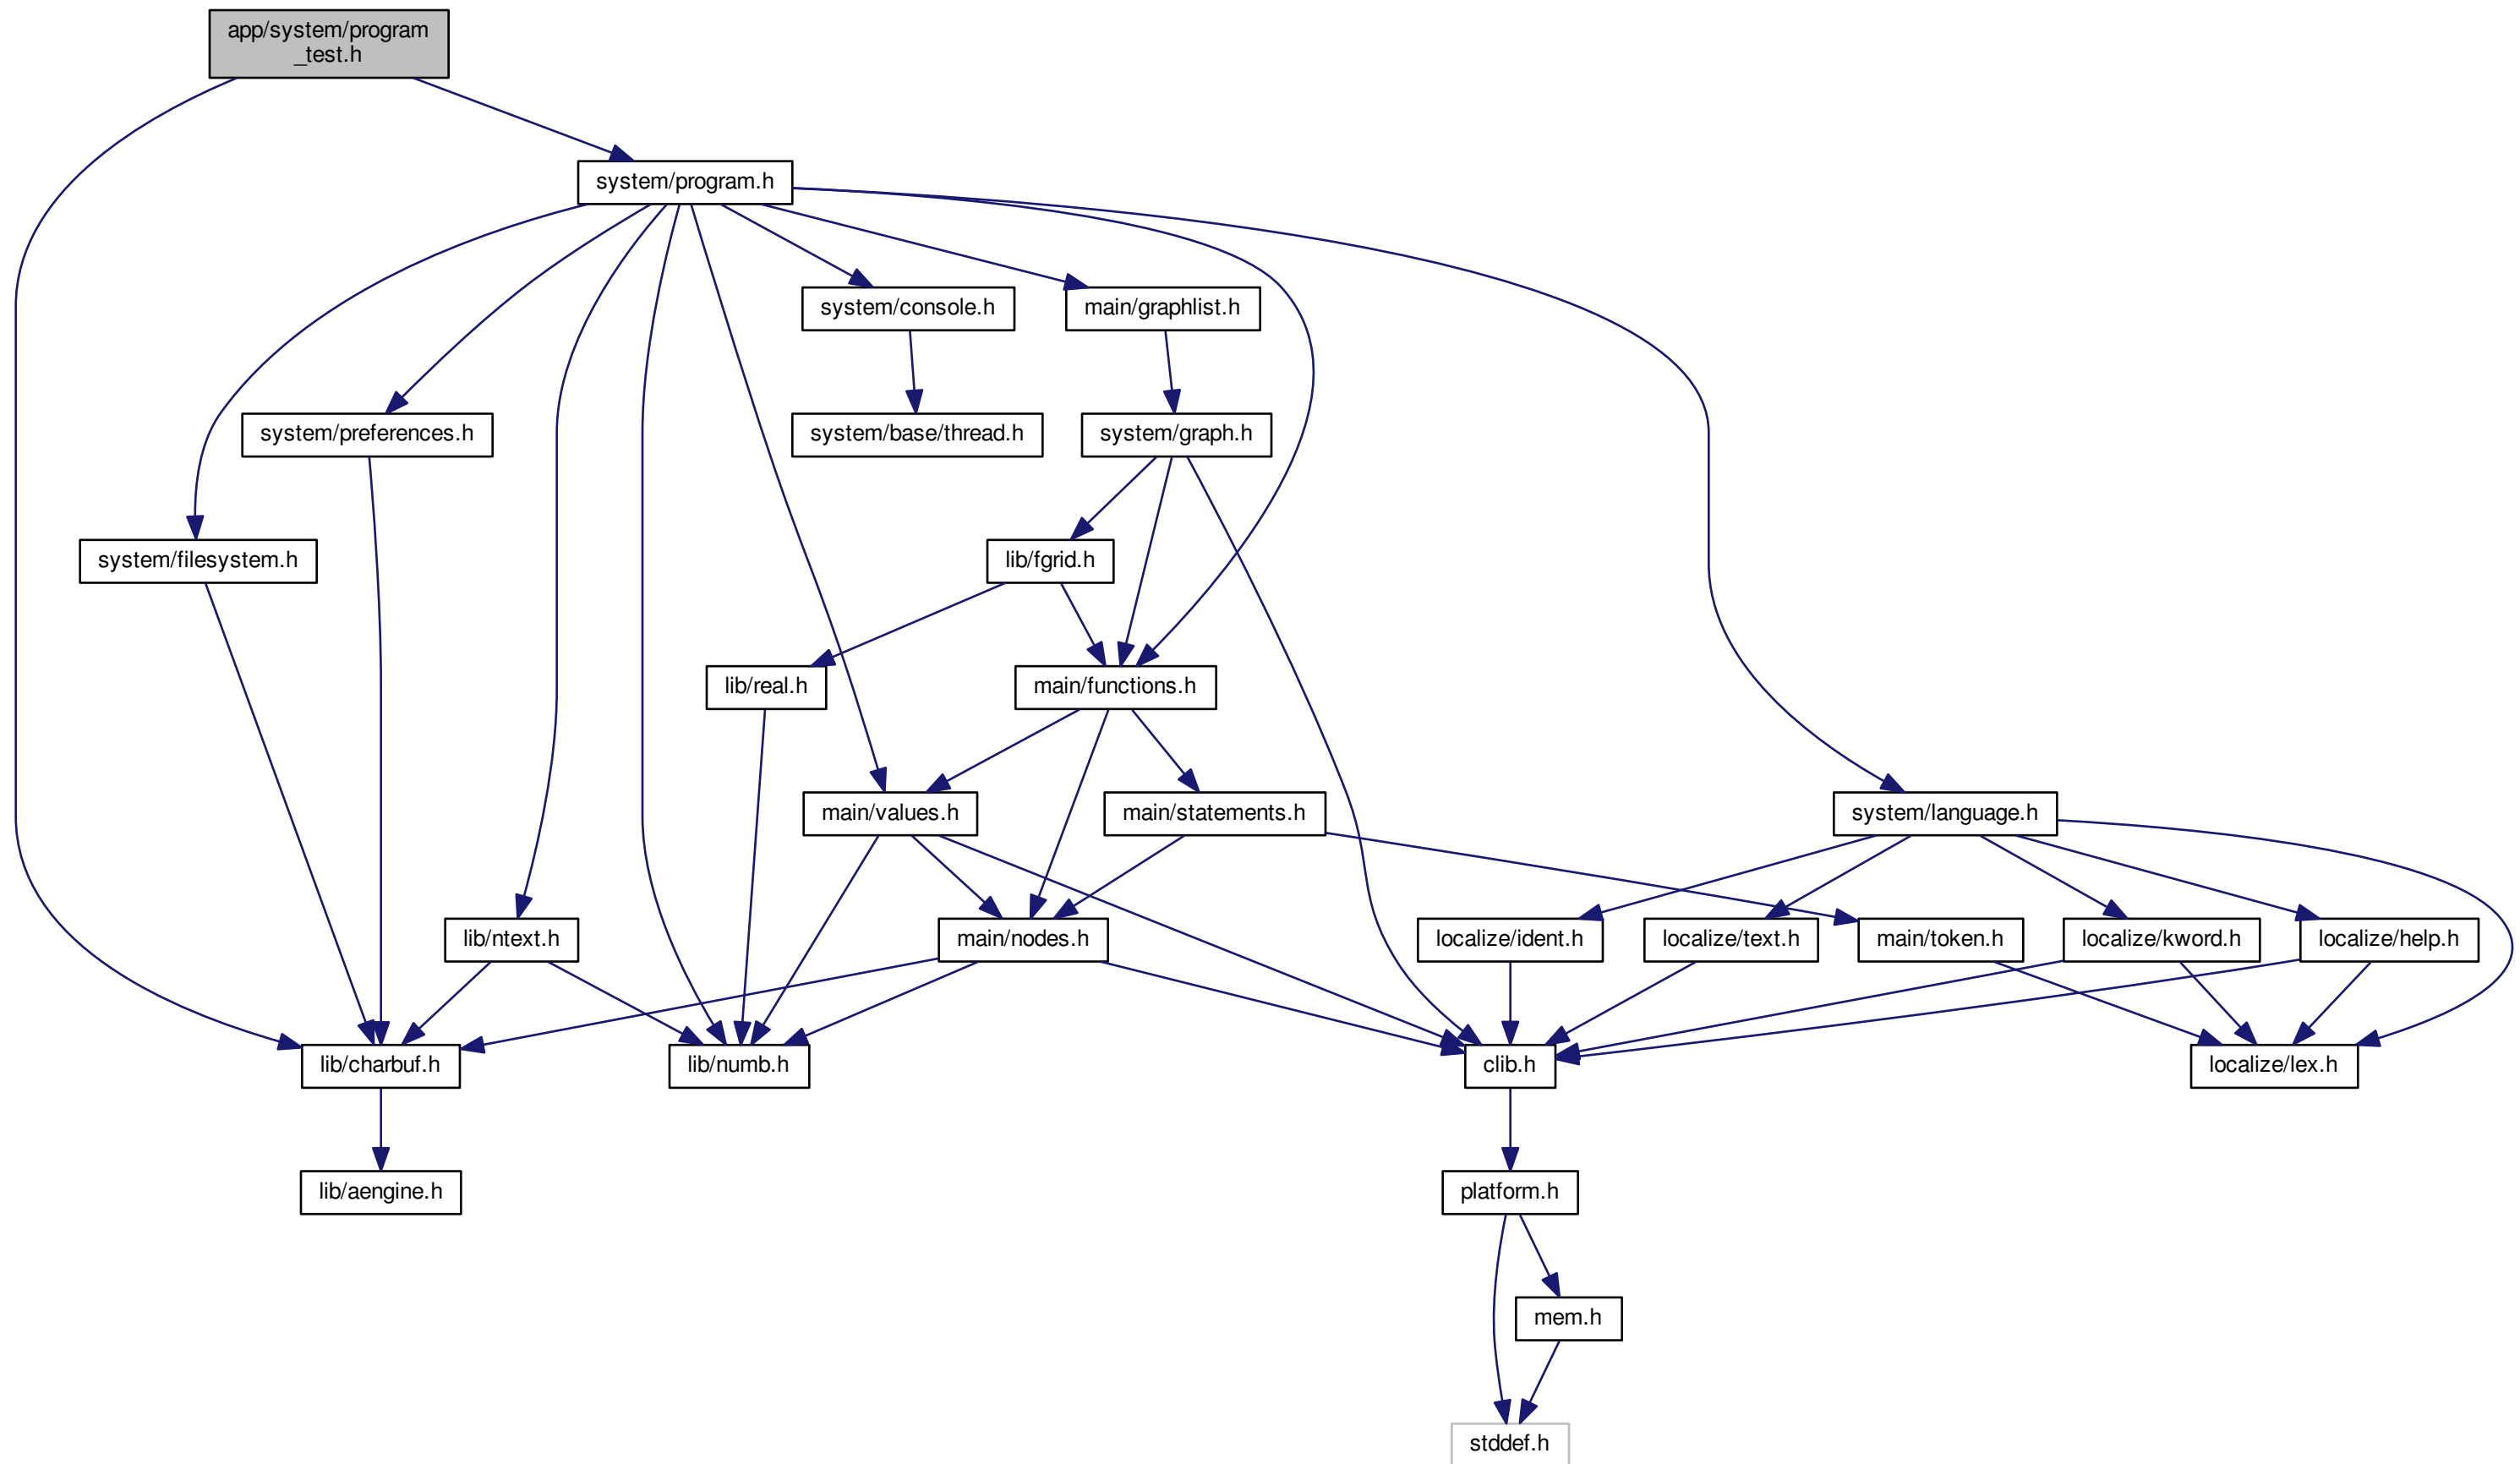 app/system/program
_test.h
system/program.h
system/console.h
main/graphlist.h
system/preferences.h
system/base/thread.h
system/graph.h
system/filesystem.h
lib/fgrid.h
lib/real.h
main/functions.h
main/values.h
main/statements.h
system/language.h
lib/ntext.h
main/nodes.h
localize/ident.h
localize/text.h
main/token.h
localize/kword.h
localize/help.h
lib/charbuf.h
lib/numb.h
clib.h
localize/lex.h
lib/aengine.h
platform.h
mem.h
stddef.h